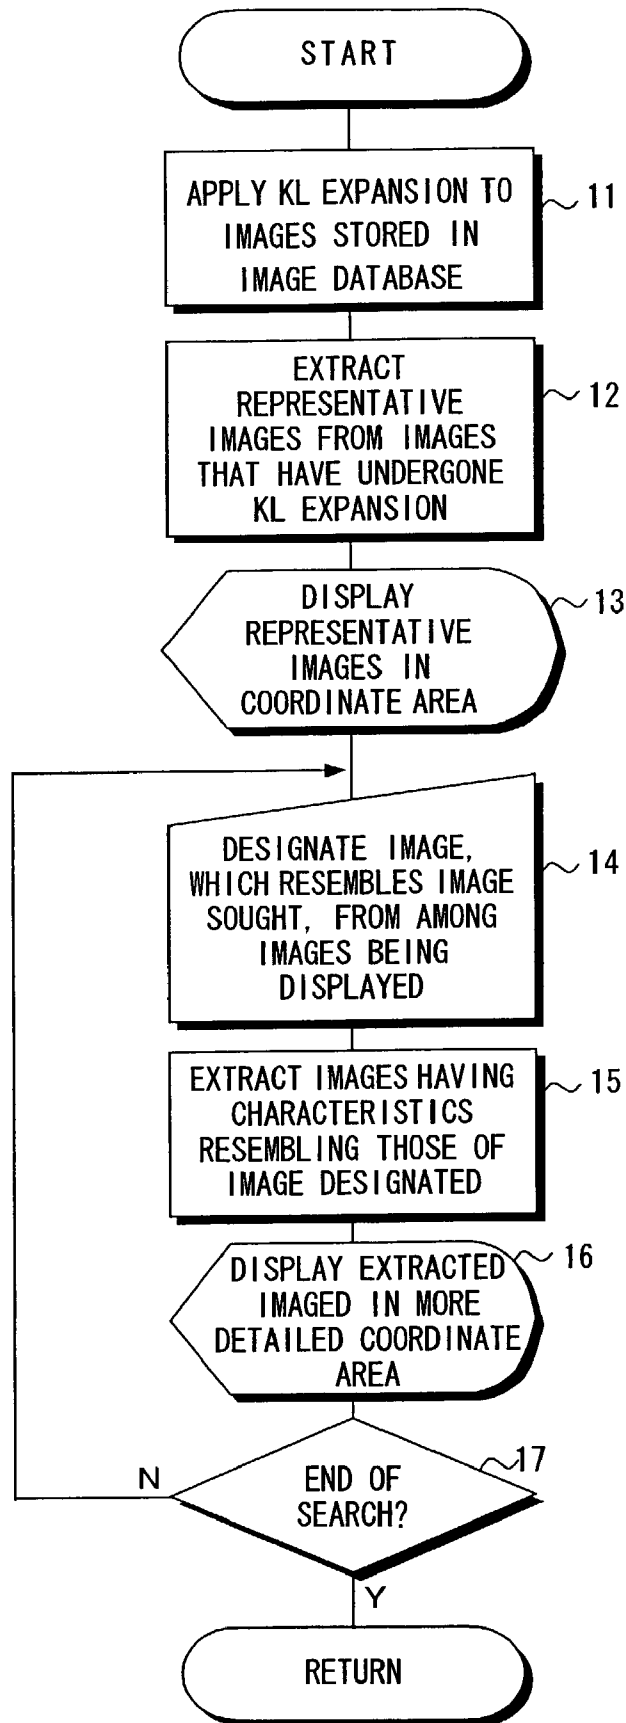 START
APPLY KL EXPANSION TO
IMAGES STORED IN
IMAGE DATABASE
11
EXTRACT
REPRESENTATIVE
IMAGES FROM IMAGES
THAT HAVE UNDERGONE
KL EXPANSION
12
DISPLAY
REPRESENTATIVE
IMAGES IN
COORDINATE AREA
13
DESIGNATE IMAGE,
WHICH RESEMBLES IMAGE
SOUGHT, FROM AMONG
IMAGES BEING
DISPLAYED
14
EXTRACT IMAGES HAVING
CHARACTERISTICS
RESEMBLING THOSE OF
IMAGE DESIGNATED
15
DISPLAY EXTRACTED
IMAGED IN MORE
DETAILED COORDINATE
AREA
16
END OF
SEARCH?
17
N
Y
RETURN